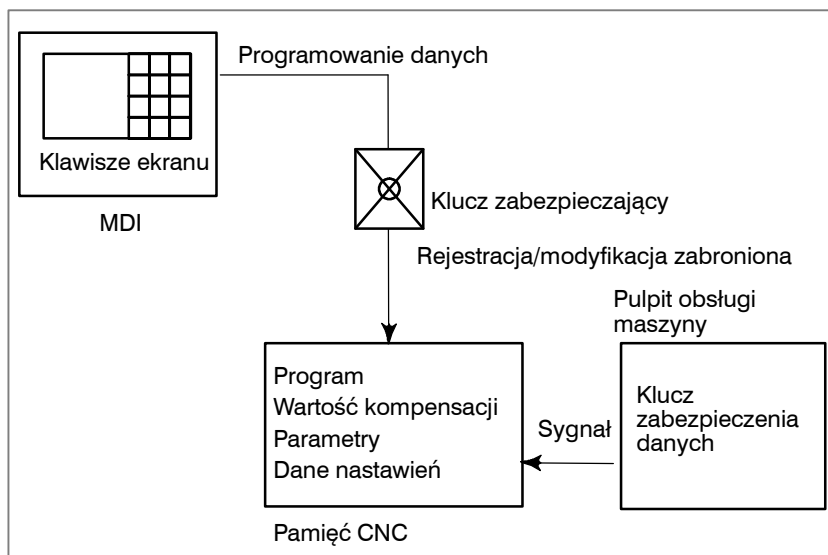 Programowanie danych
Klawisze ekranu
MDI
Klucz zabezpieczający
Rejestracja/modyfikacja zabroniona
Pulpit obsługi
maszyny
Program
Wartość kompensacji
Parametry
Dane nastawień
Sygnał
Klucz
zabezpieczenia
danych
Pamięć CNC